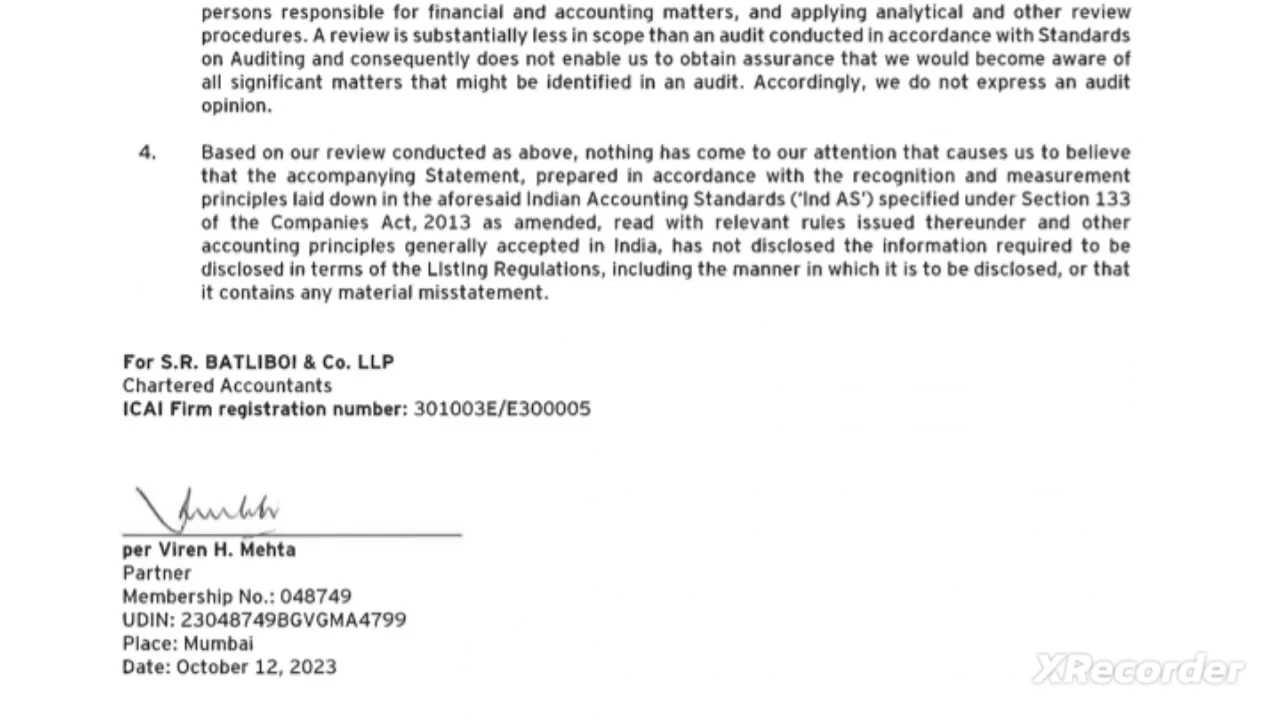 persons responsible for financial and accounting matters, and applying analytical and other review
procedures. A review is substantially less in scope than an audit conducted in accordance with Standards
on Auditing and consequently does not enable us to obtain assurance that we would become aware of
all significant matters that might be identified in an audit. Accordingly, we do not express an audit
opinion.
4. Based on our review conducted as above, nothing has come to our attention that causes us to believe
that the accompanying Statement, prepared in accordance with the recognition and measurement
principles laid down in the aforesaid Indian Accounting Standards ('Ind AS') specified under Section 133
of the Companies Act, 2013 as amended, read with relevant rules issued thereunder and other
accounting principles generally accepted in India, has not disclosed the information required to be
disclosed in terms of the Listing Regulations, including the manner in which it is to be disclosed, or that
it contains any material misstatement.
For S.R. BATLIBOI & Co. LLP
Chartered Accountants
ICAI Firm registration number: 301003E/E300005
per Viren H. Mehta
Partner
Membership No.: 048749
UDIN: 23048749BGVGMA4799
Place: Mumbai
Date: October 12, 2023
XRecorder